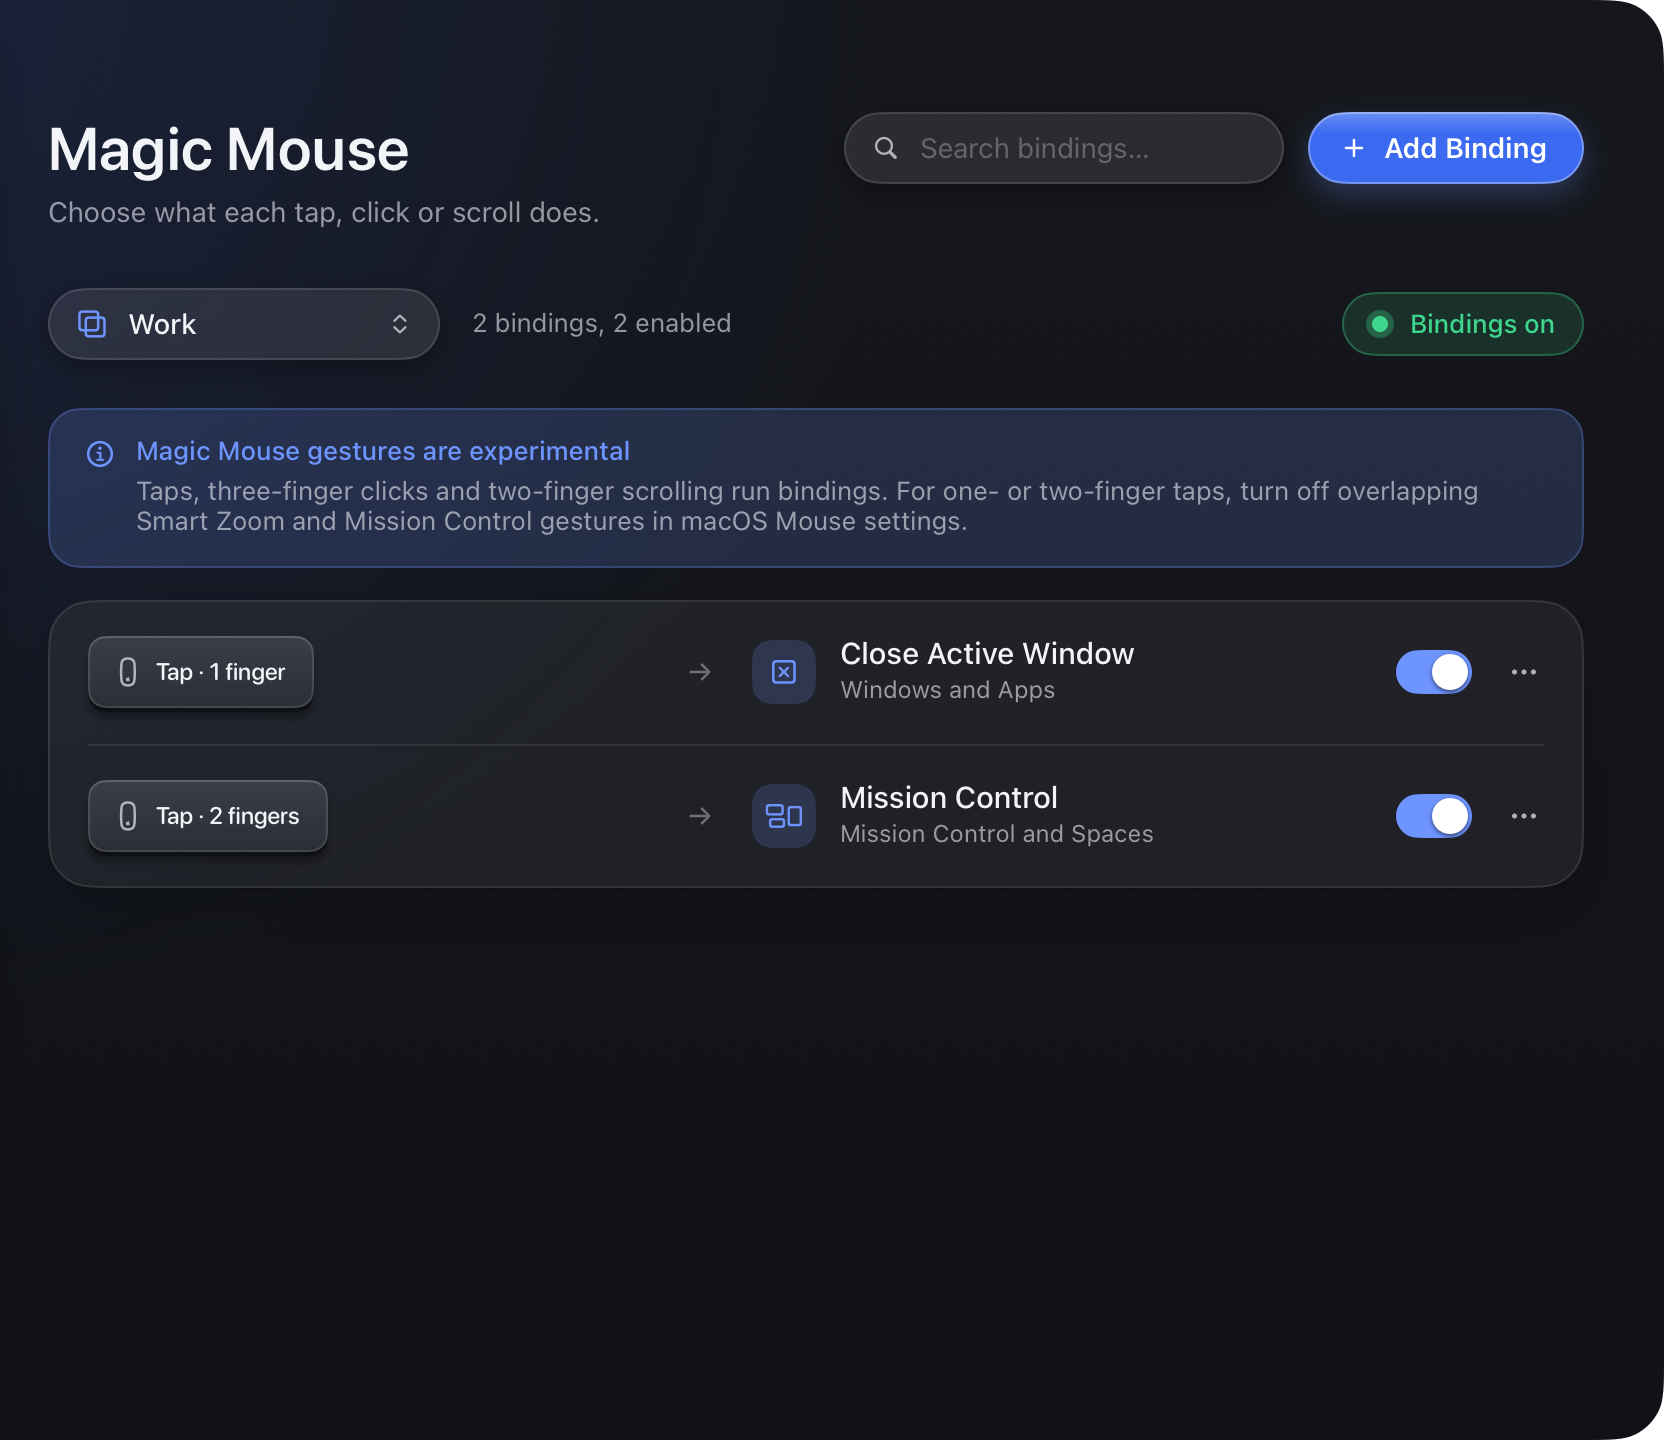 Magic Mouse
Choose what each tap, click or scroll does.
Search bindings...
Add Binding
Work
2 bindings, 2 enabled
Bindings on
Magic Mouse gestures are experimental
Taps, three-finger clicks and two-finger scrolling run bindings. For one- or two-finger taps, turn off overlapping
Smart Zoom and Mission Control gestures in macOS Mouse settings.
Tap · 1 finger
Close Active Window
Windows and Apps
Tap · 2 fingers
Mission Control
Mission Control and Spaces